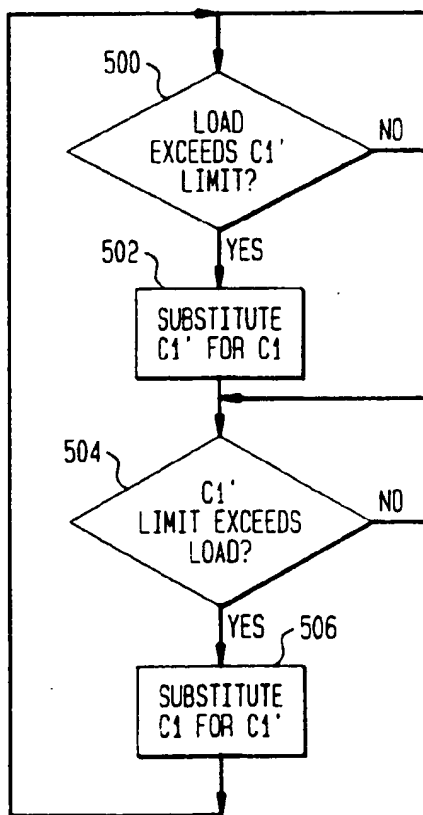 500
LOAD
EXCEEDS C1'
LIMIT?
NO
YES
502
SUBSTITUTE
C1' FOR C1
504
C1'
LIMIT EXCEEDS
LOAD?
NO
YES
506
SUBSTITUTE
C1 FOR C1'